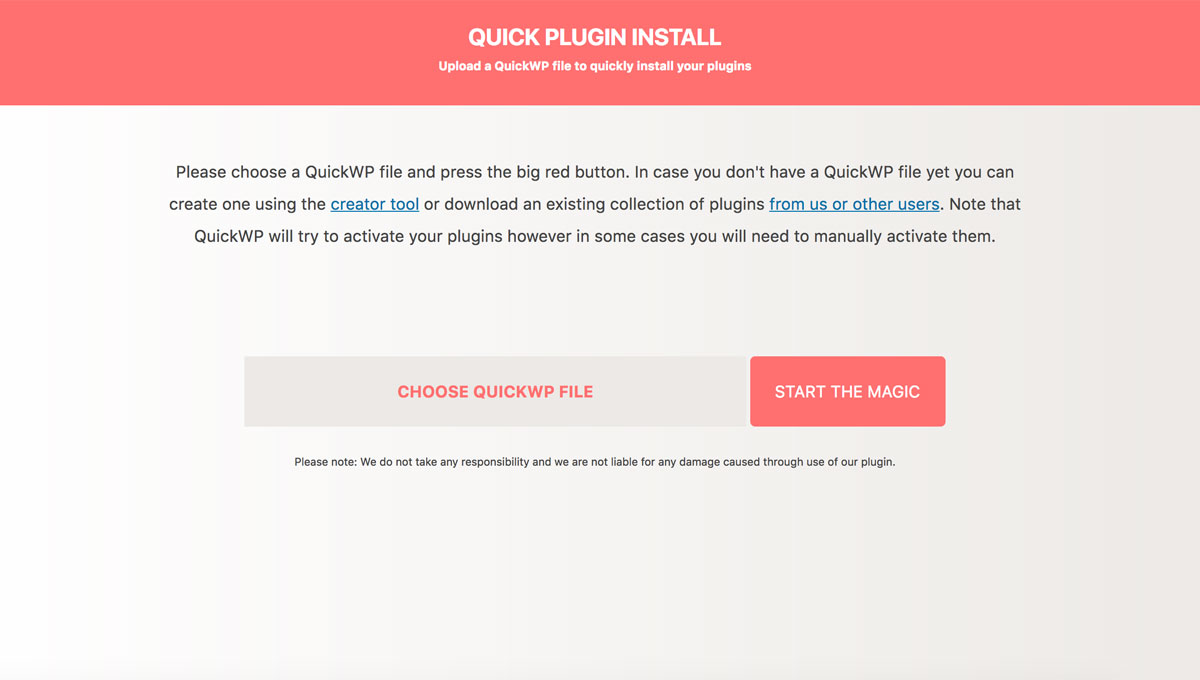 QUICK PLUGIN INSTALL
Upload a QuickWP file to quickly install your plugins
Please choose a QuickWP file and press the big red button. In case you don't have a QuickWP file yet you can
create one using the creator tool or download an existing collection of plugins from us or other users. Note that
QuickWP will try to activate your plugins however in some cases you will need to manually activate them.
CHOOSE QUICKWP FILE
START THE MAGIC
Please note: We do not take any responsibility and we are not liable for any damage caused through use of our plugin.